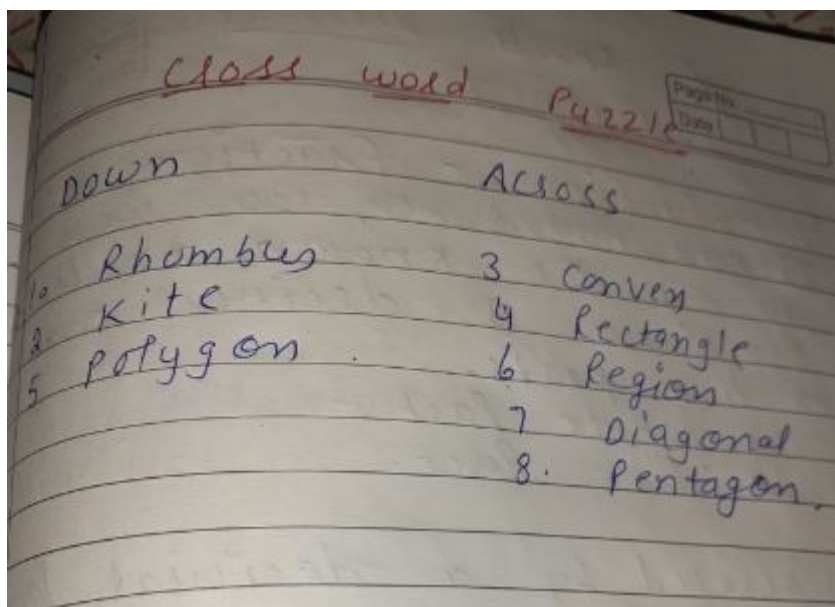 Cross word Puzzle
Page No.
Date
Down
Across
1. Rhombus
2. Kite
5 Polygon.
3 Convex
4 Rectangle
6 Region
7 Diagonal
8. Pentagon.